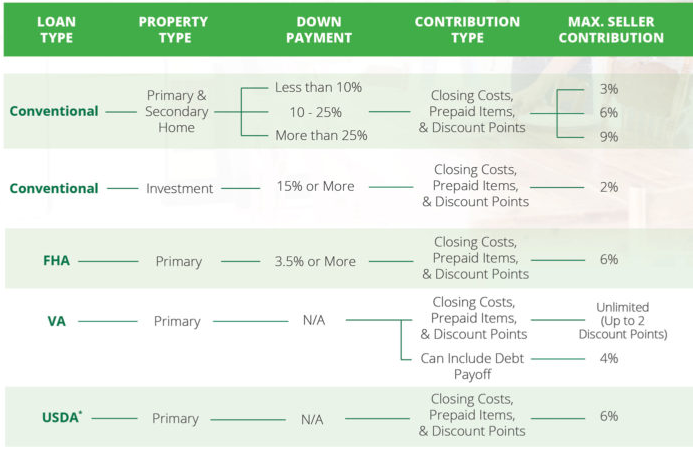 LOAN TYPE
PROPERTY TYPE
DOWN PAYMENT
CONTRIBUTION TYPE
MAX. SELLER CONTRIBUTION
Conventional
Primary &
Secondary
Home
Less than 10%
10 - 25%
More than 25%
Closing Costs,
Prepaid Items,
& Discount Points
3%
6%
9%
Conventional
Investment
15% or More
Closing Costs,
Prepaid Items,
& Discount Points
2%
FHA
Primary
3.5% or More
Closing Costs,
Prepaid Items,
& Discount Points
6%
VA
Primary
N/A
Closing Costs,
Prepaid Items,
& Discount Points
Unlimited
(Up to 2
Discount Points)
Can Include Debt
Payoff
4%
USDA*
Primary
N/A
Closing Costs,
Prepaid Items,
& Discount Points
6%